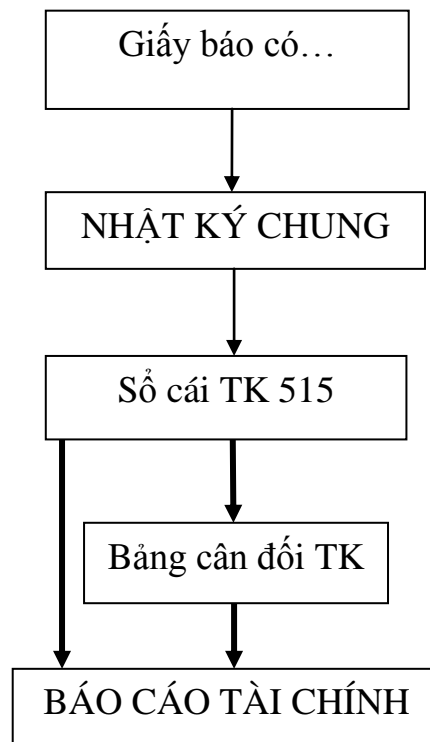 Giấy báo có…
NHẬT KÝ CHUNG
Sổ cái TK 515
Bảng cân đối TK
BÁO CÁO TÀI CHÍNH